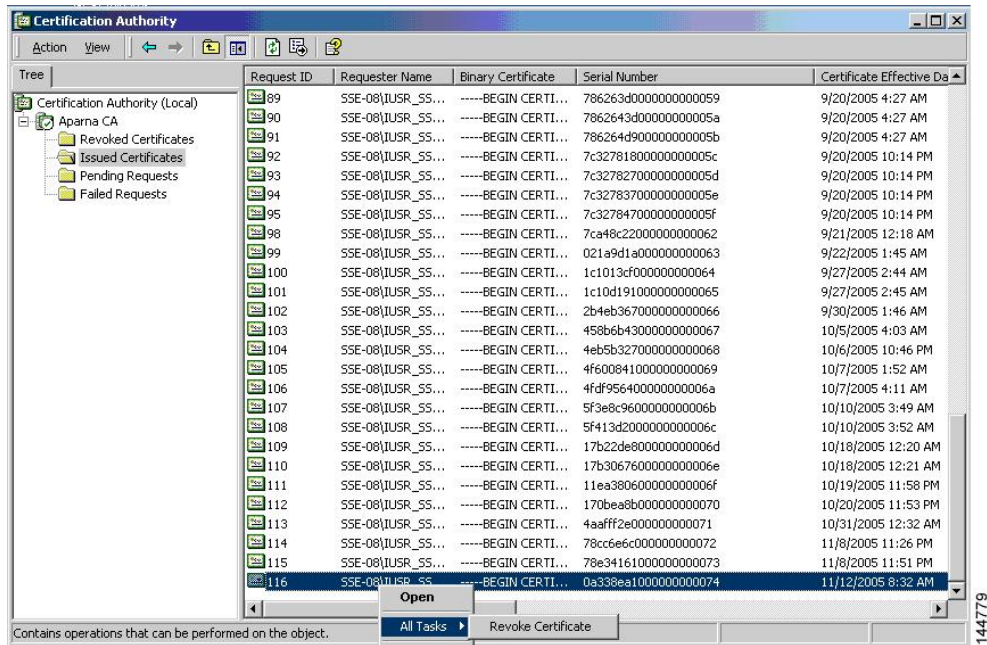 Certification Authority
Action View
Tree
Request ID Requester Name Binary Certificate Serial Number Certificate Effective Da
Certification Authority (Local)
Aparna CA
Revoked Certificates
Issued Certificates
Pending Requests
Failed Requests
89 SSE-08\IUSR_SS... -----BEGIN CERTI... 786263d0000000000059 9/20/2005 4:27 AM
90 SSE-08\IUSR_SS... -----BEGIN CERTI... 7862643d00000000005a 9/20/2005 4:27 AM
91 SSE-08\IUSR_SS... -----BEGIN CERTI... 786264d900000000005b 9/20/2005 4:27 AM
92 SSE-08\IUSR_SS... -----BEGIN CERTI... 7c32781800000000005c 9/20/2005 10:14 PM
93 SSE-08\IUSR_SS... -----BEGIN CERTI... 7c32782700000000005d 9/20/2005 10:14 PM
94 SSE-08\IUSR_SS... -----BEGIN CERTI... 7c32783700000000005e 9/20/2005 10:14 PM
95 SSE-08\IUSR_SS... -----BEGIN CERTI... 7c32784700000000005f 9/20/2005 10:14 PM
98 SSE-08\IUSR_SS... -----BEGIN CERTI... 7ca48c22000000000062 9/21/2005 12:18 AM
99 SSE-08\IUSR_SS... -----BEGIN CERTI... 021a9d1a000000000063 9/22/2005 1:45 AM
100 SSE-08\IUSR_SS... -----BEGIN CERTI... 1c1013cf000000000064 9/27/2005 2:44 AM
101 SSE-08\IUSR_SS... -----BEGIN CERTI... 1c10d191000000000065 9/27/2005 2:45 AM
102 SSE-08\IUSR_SS... -----BEGIN CERTI... 2b4eb367000000000066 9/30/2005 1:46 AM
103 SSE-08\IUSR_SS... -----BEGIN CERTI... 458b6b43000000000067 10/5/2005 4:03 AM
104 SSE-08\IUSR_SS... -----BEGIN CERTI... 4eb5b327000000000068 10/6/2005 10:46 PM
105 SSE-08\IUSR_SS... -----BEGIN CERTI... 4f600841000000000069 10/7/2005 1:52 AM
106 SSE-08\IUSR_SS... -----BEGIN CERTI... 4fdf956400000000006a 10/7/2005 4:11 AM
107 SSE-08\IUSR_SS... -----BEGIN CERTI... 5f3e8c9600000000006b 10/10/2005 3:49 AM
108 SSE-08\IUSR_SS... -----BEGIN CERTI... 5f413d2000000000006c 10/10/2005 3:52 AM
109 SSE-08\IUSR_SS... -----BEGIN CERTI... 17b22de800000000006d 10/18/2005 12:20 AM
110 SSE-08\IUSR_SS... -----BEGIN CERTI... 17b3067600000000006e 10/18/2005 12:21 AM
111 SSE-08\IUSR_SS... -----BEGIN CERTI... 11ea380600000000006f 10/19/2005 11:58 PM
112 SSE-08\IUSR_SS... -----BEGIN CERTI... 170bea8b000000000070 10/20/2005 11:53 PM
113 SSE-08\IUSR_SS... -----BEGIN CERTI... 4aafff2e000000000071 10/31/2005 12:32 AM
114 SSE-08\IUSR_SS... -----BEGIN CERTI... 78cc6e6c000000000072 11/8/2005 11:26 PM
115 SSE-08\IUSR_SS... -----BEGIN CERTI... 78e34161000000000073 11/8/2005 11:51 PM
116 SSE-08\IUSR_SS... -----BEGIN CERTI... 0a338ea1000000000074 11/12/2005 8:32 AM
Open
All Tasks Revoke Certificate
Contains operations that can be performed on the object.
144779